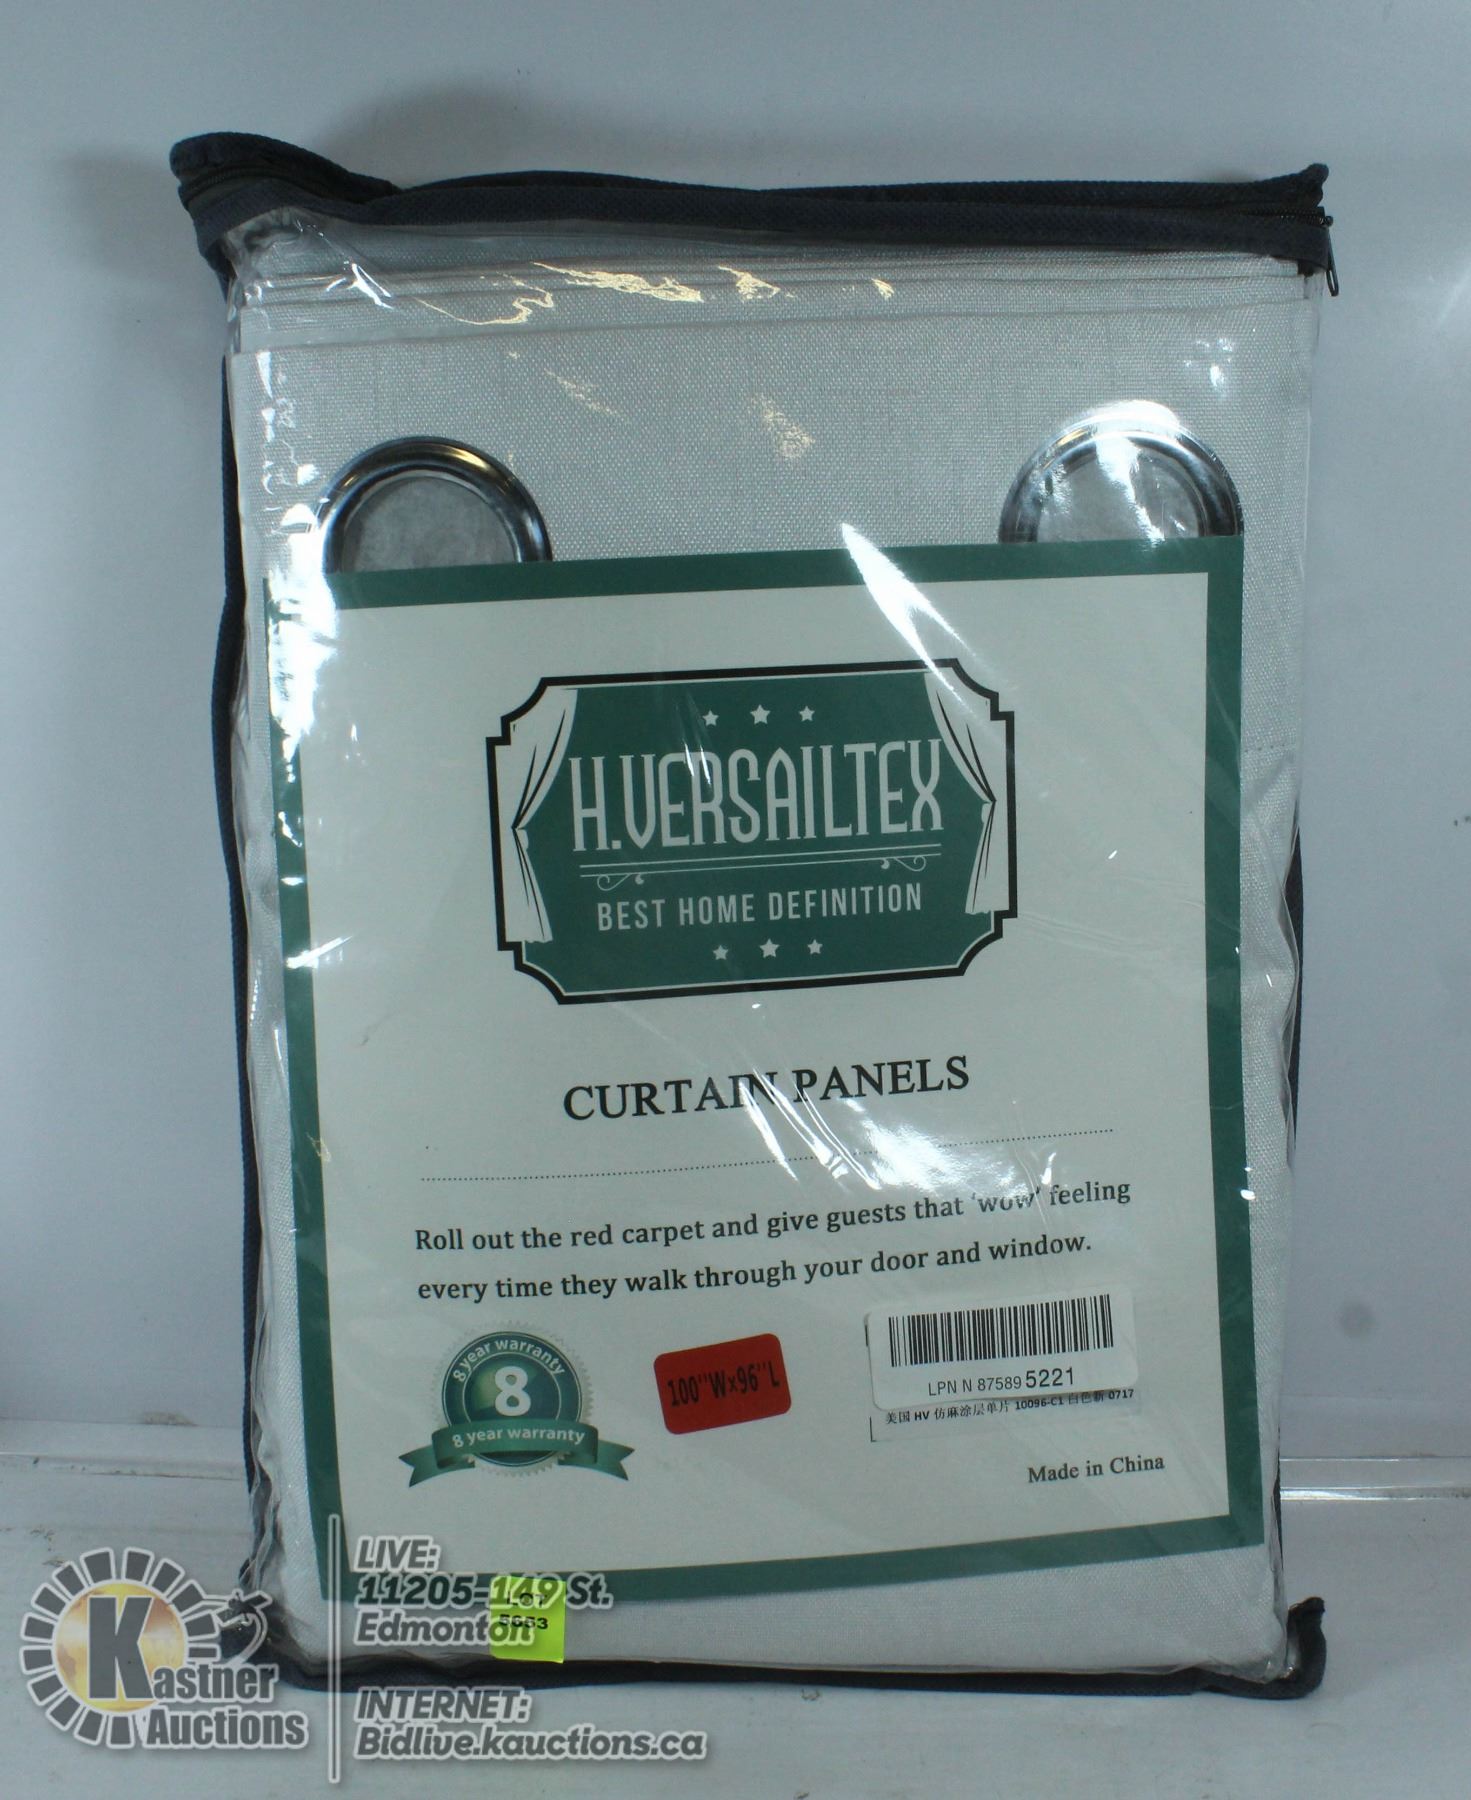 H.VERSAILTEX
BEST HOME DEFINITION
CURTAIN PANELS
Roll out the red carpet and give guests that 'wow' feeling
every time they walk through your door and window.
8 year warranty
8
8 year warranty
100"W×96"L
LPN N 875895221
美国 HV 仿麻涂层单片 10096-C1 白色新 0717
Made in China
LIVE:
11205-149 St.
Edmonton
LOT
5653
INTERNET:
Bidlive.kauctions.ca
Kastner
Auctions